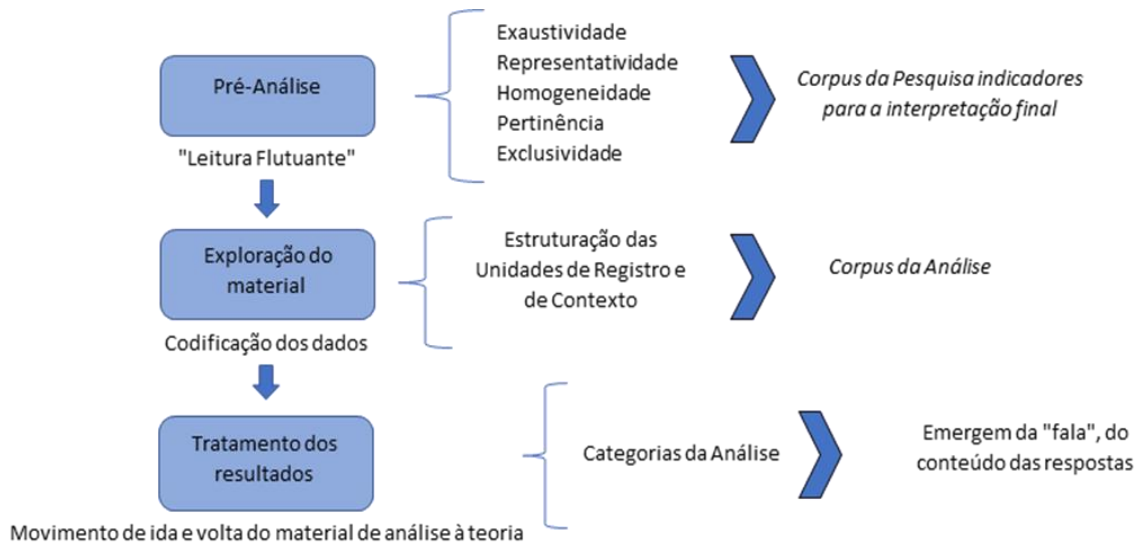 Pré-Análise
"Leitura Flutuante"
Exaustividade
Representatividade
Homogeneidade
Pertinência
Exclusividade
Corpus da Pesquisa indicadores
para a interpretação final
Exploração do
material
Codificação dos dados
Estruturação das
Unidades de Registro e
de Contexto
Corpus da Análise
Tratamento dos
resultados
Movimento de ida e volta do material de análise à teoria
Categorias da Análise
Emergem da "fala", do
conteúdo das respostas